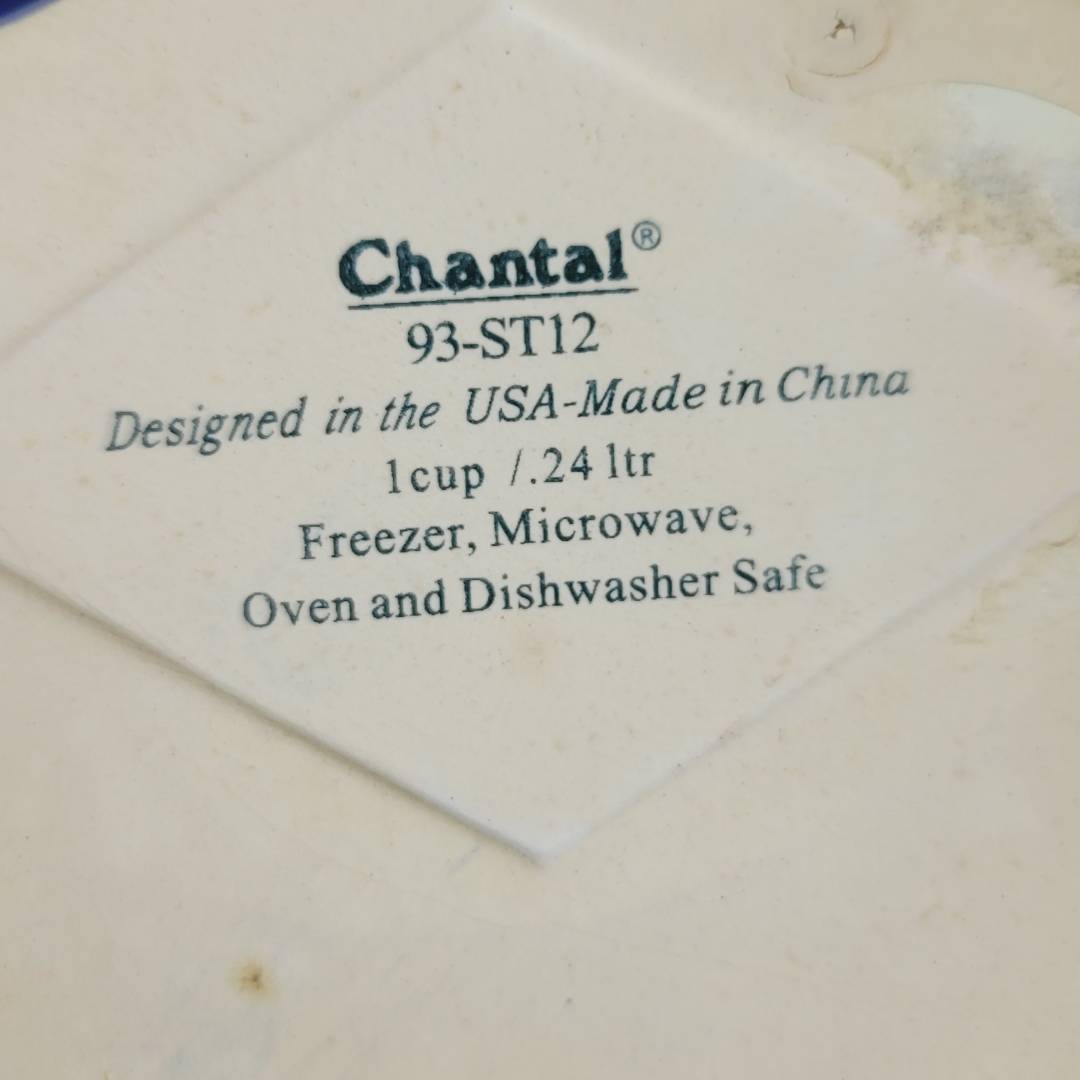 Chantal®
93-ST12
Designed in the USA-Made in China
1cup /.24 ltr
Freezer, Microwave,
Oven and Dishwasher Safe